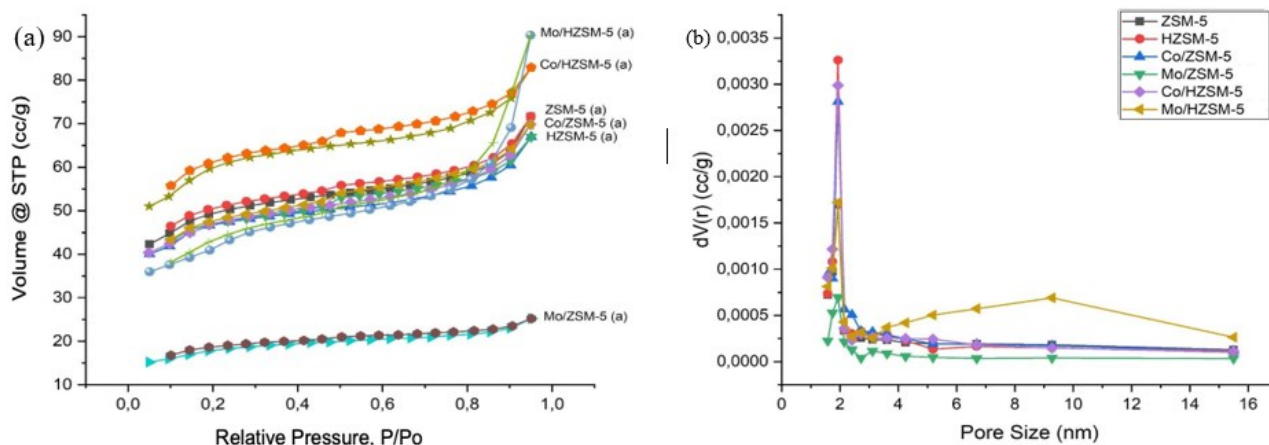 (a)
Volume @ STP (cc/g)
90
80
70
60
50
40
30
20
10
Mo/HZSM-5 (a)
Co/HZSM-5 (a)
ZSM-5 (a)
Co/ZSM-5 (a)
HZSM-5 (a)
Mo/ZSM-5 (a)
0,0
0,2
0,4
0,6
0,8
1,0
Relative Pressure, P/Po
(b)
dV(r) (cc/g)
0,0035
0,0030
0,0025
0,0020
0,0015
0,0010
0,0005
0,0000
ZSM-5
HZSM-5
Co/ZSM-5
Mo/ZSM-5
Co/HZSM-5
Mo/HZSM-5
0
2
4
6
8
10
12
14
16
Pore Size (nm)